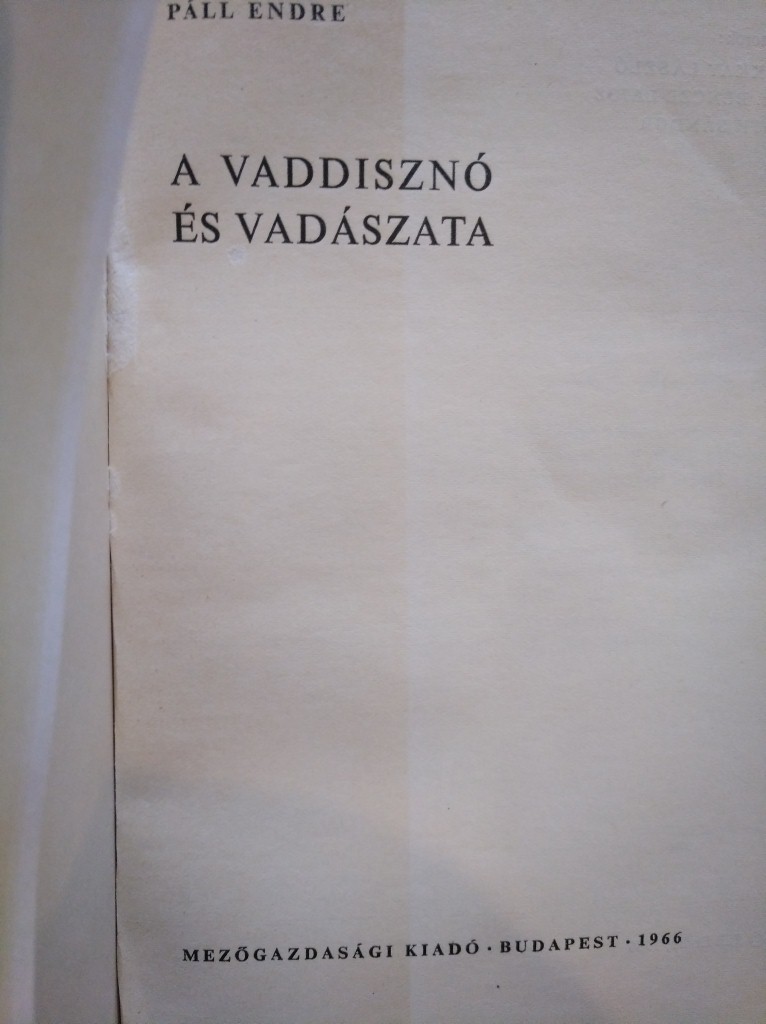 PÁLL ENDRE
A VADDISZNÓ
ÉS VADÁSZATA
MEZŐGAZDASÁGI KIADÓ · BUDAPEST · 1966